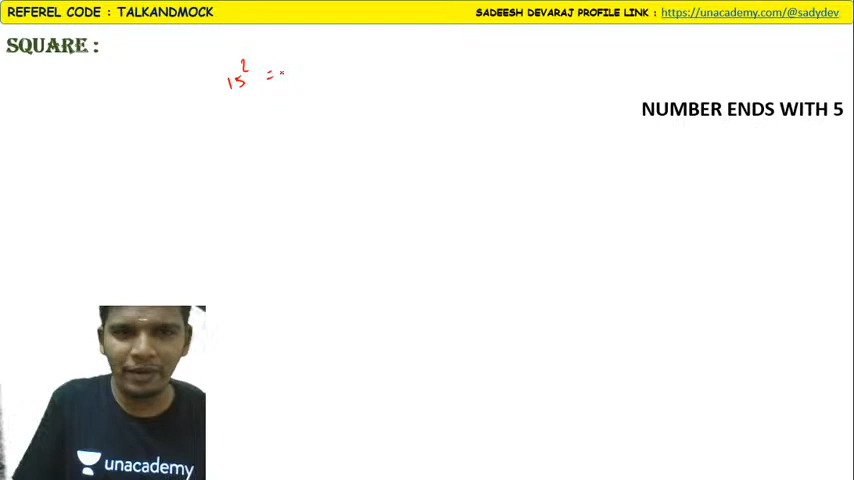 REFEREL CODE : TALKANDMOCK
SADEESH DEVARAJ PROFILE LINK : https://unacademy.com/@sadydev
SQUARE :
15² =
NUMBER ENDS WITH 5
unacademy